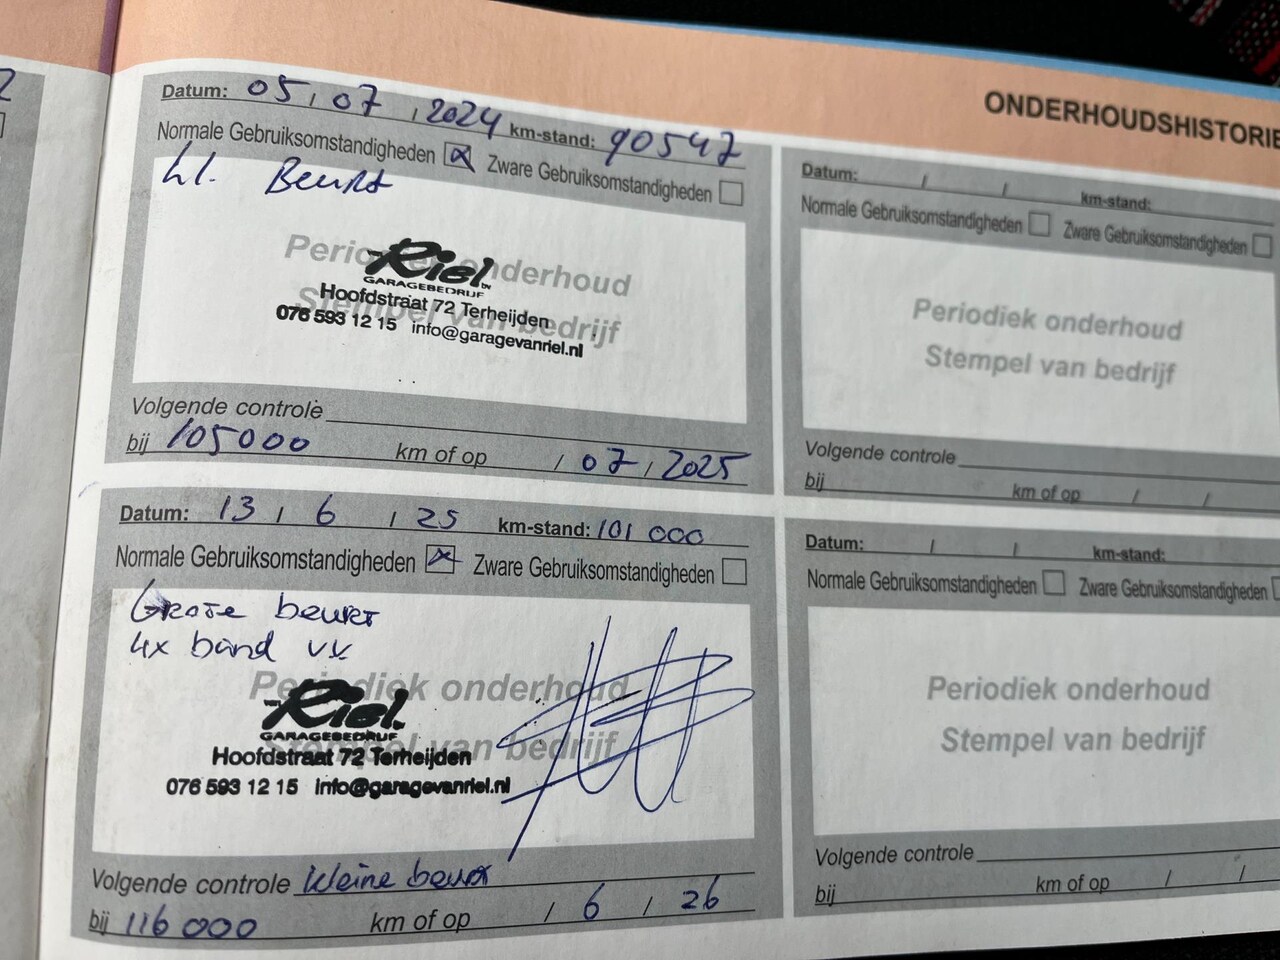 2
ONDERHOUDSHISTORIE
Datum: 05 / 07 / 2024 km-stand: 90547
Normale Gebruiksomstandigheden Zware Gebruiksomstandigheden
Beurt
Periodiek onderhoud
Stempel van bedrijf
Riel bv
GARAGEBEDRIJF
Hoofdstraat 72 Terheijden
076 593 12 15 info@garagevanriel.nl
Volgende controle
bij 105000 km of op / 07 / 2025
Datum: 13 / 6 / 25 km-stand: 101 000
Normale Gebruiksomstandigheden Zware Gebruiksomstandigheden
Grote beurt
4x band v.v.
Periodiek onderhoud
Stempel van bedrijf
Riel
GARAGEBEDRIJF
Hoofdstraat 72 Terheijden
076 593 12 15 info@garagevanriel.nl
Volgende controle kleine beurt
bij 116 000 km of op / 6 / 26
Datum: / / km-stand:
Normale Gebruiksomstandigheden Zware Gebruiksomstandigheden
Periodiek onderhoud
Stempel van bedrijf
Volgende controle
bij km of op / /
Datum: / / km-stand:
Normale Gebruiksomstandigheden Zware Gebruiksomstandigheden
Periodiek onderhoud
Stempel van bedrijf
Volgende controle
bij km of op / /